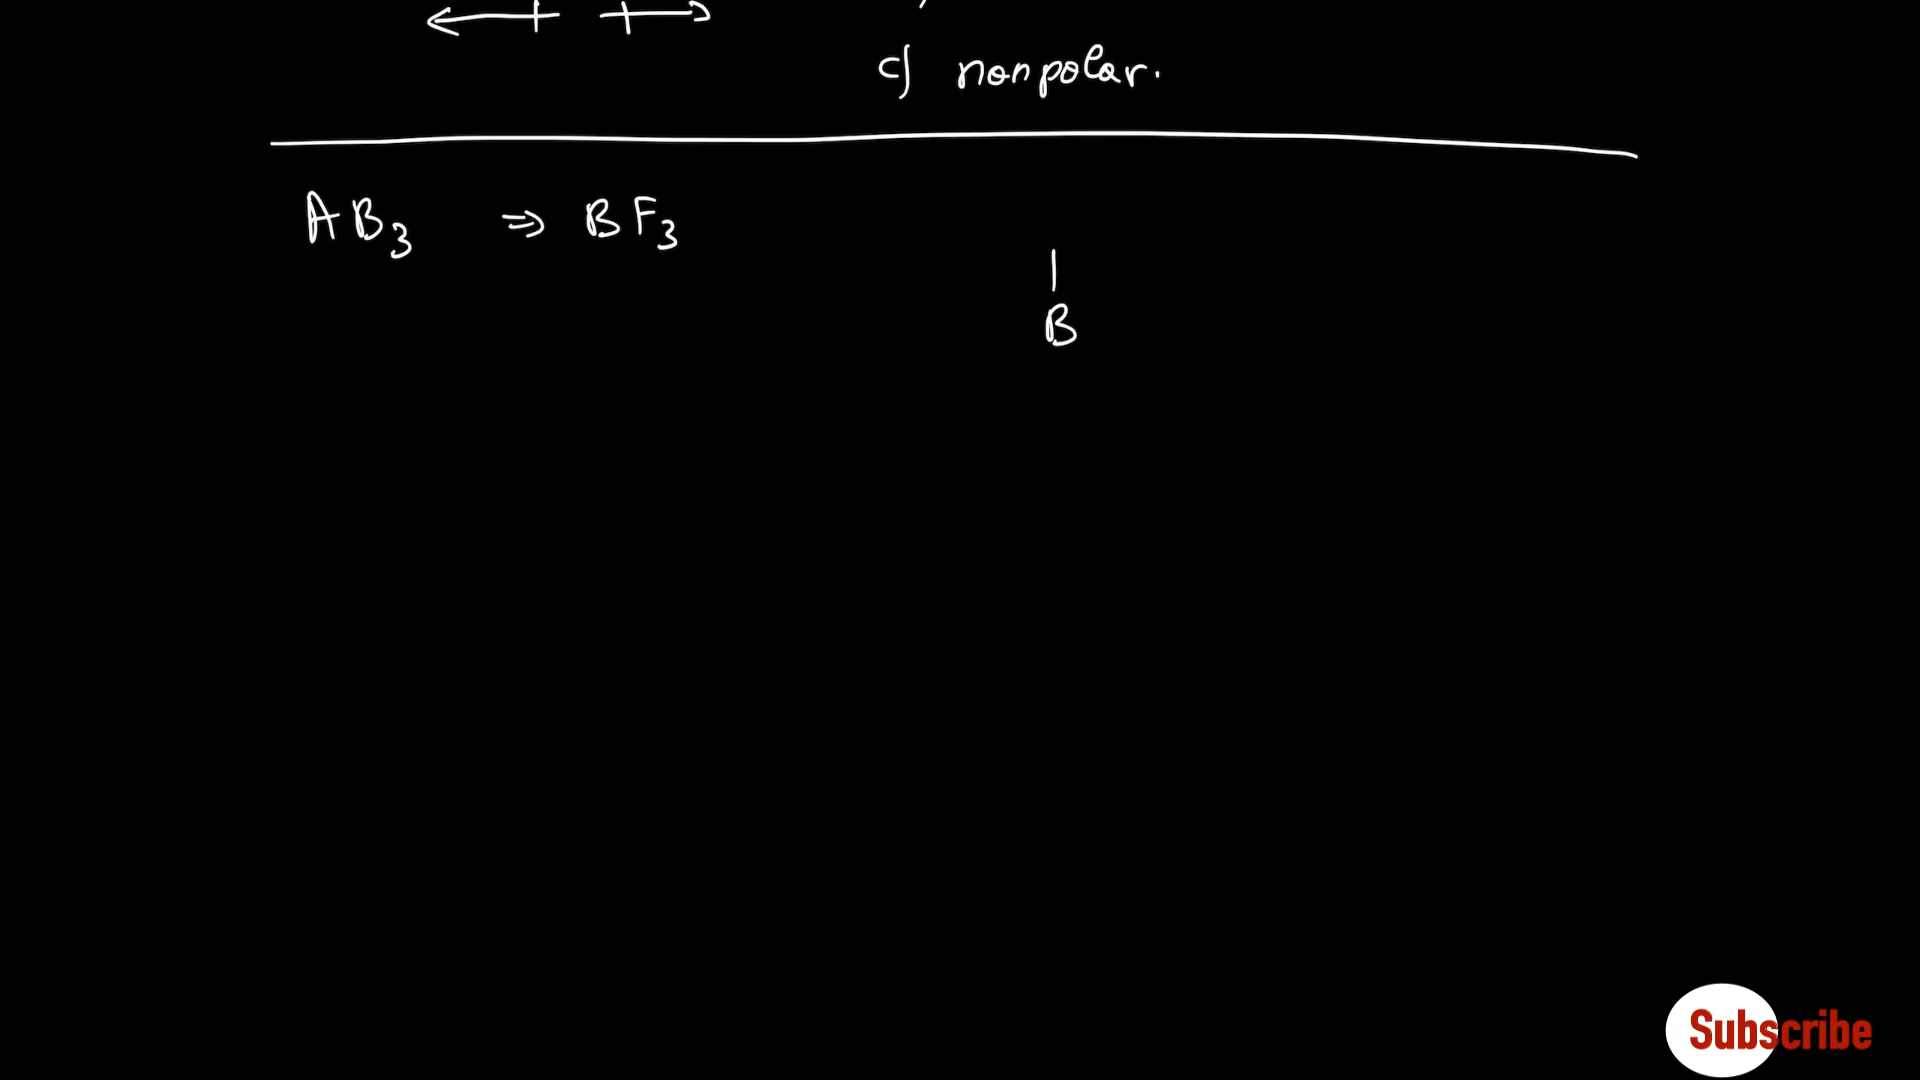 c) nonpolar.
AB₃ ⇒ BF₃
B
Subscribe